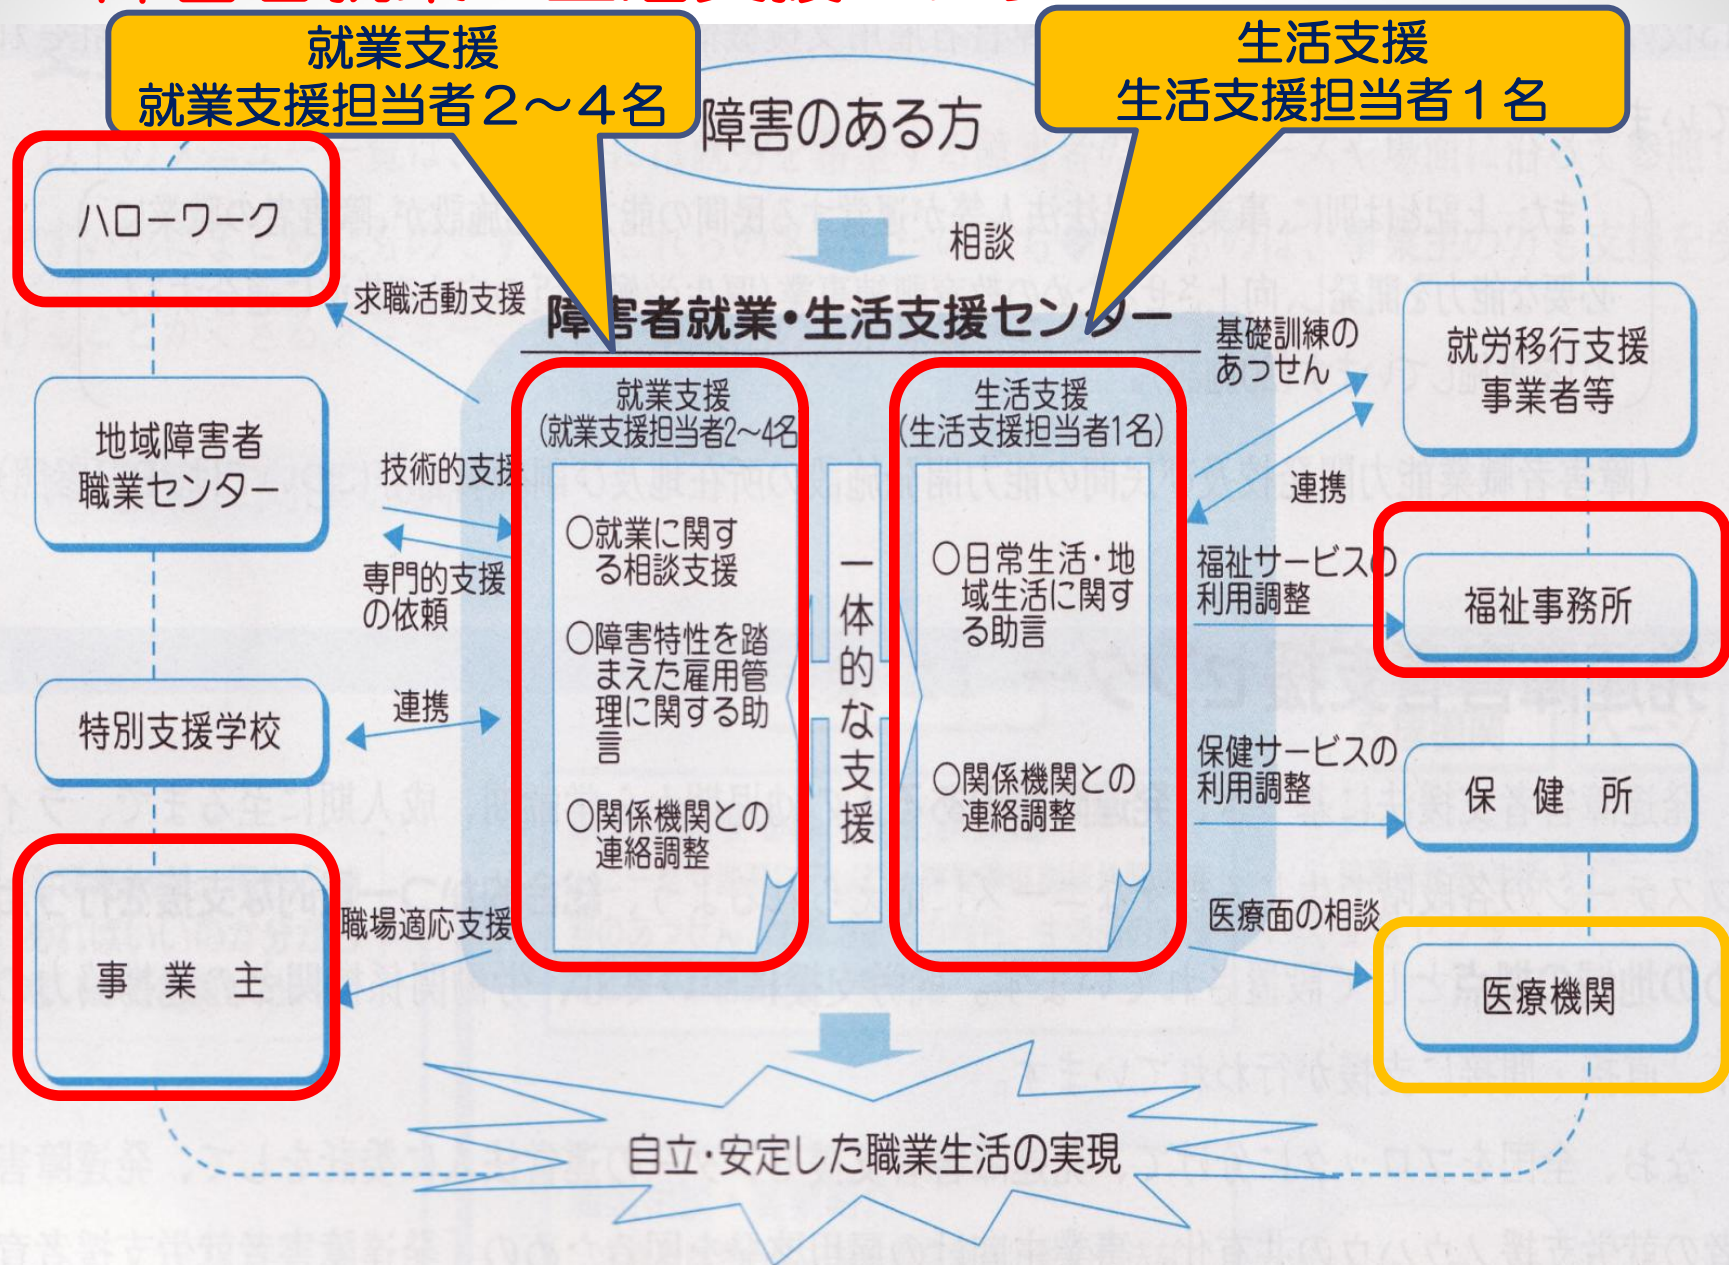 就業支援
就業支援担当者2〜4名
生活支援
生活支援担当者1名
障害のある方
相談
障害者就業・生活支援センター
ハローワーク
求職活動支援
地域障害者
職業センター
技術的支援
専門的支援
の依頼
特別支援学校
連携
事業主
職場適応支援
就業支援
(就業支援担当者2〜4名
○就業に関す
る相談支援
○障害特性を踏
まえた雇用管
理に関する助
言
○関係機関との
連絡調整
一体的な支援
生活支援
(生活支援担当者1名)
○日常生活・地
域生活に関す
る助言
○関係機関との
連絡調整
基礎訓練の
あっせん
就労移行支援
事業者等
連携
福祉サービスの
利用調整
福祉事務所
保健サービスの
利用調整
保健所
医療面の相談
医療機関
自立・安定した職業生活の実現